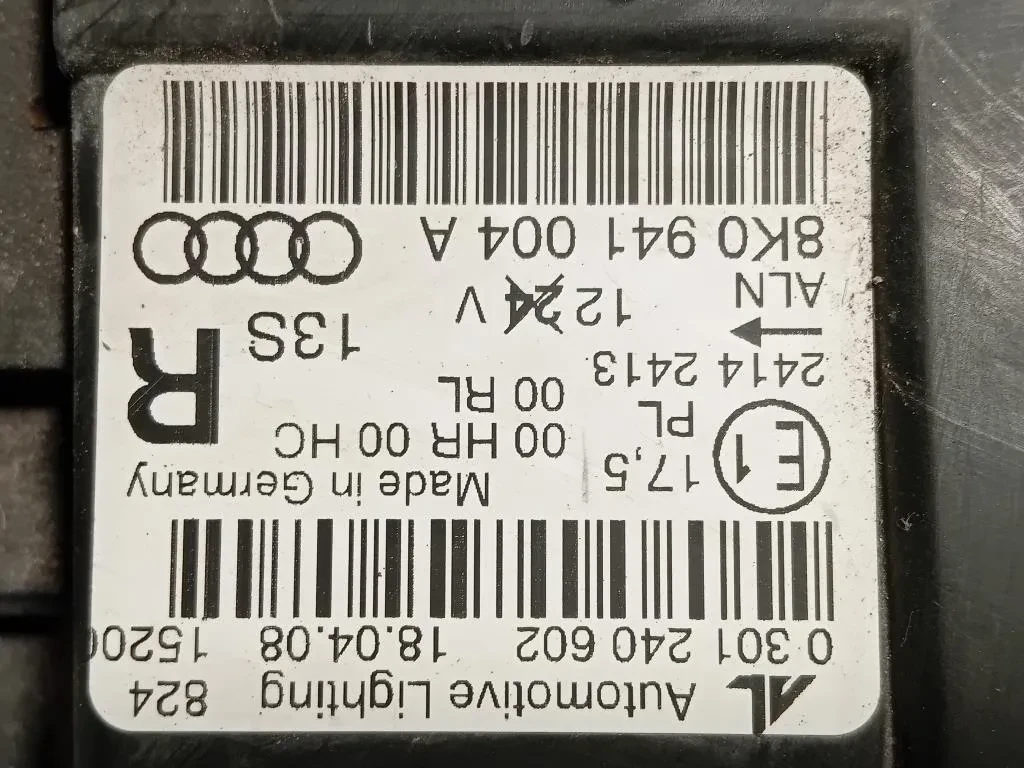 Automotive Lighting 824
0 301 240 602 18.04.08 1520
Made in Germany
E1 17,5 00 HR 00 HC
PL 00 RL
R
2414 2413
13S
ALN 12 24 V
8K0 941 004 A